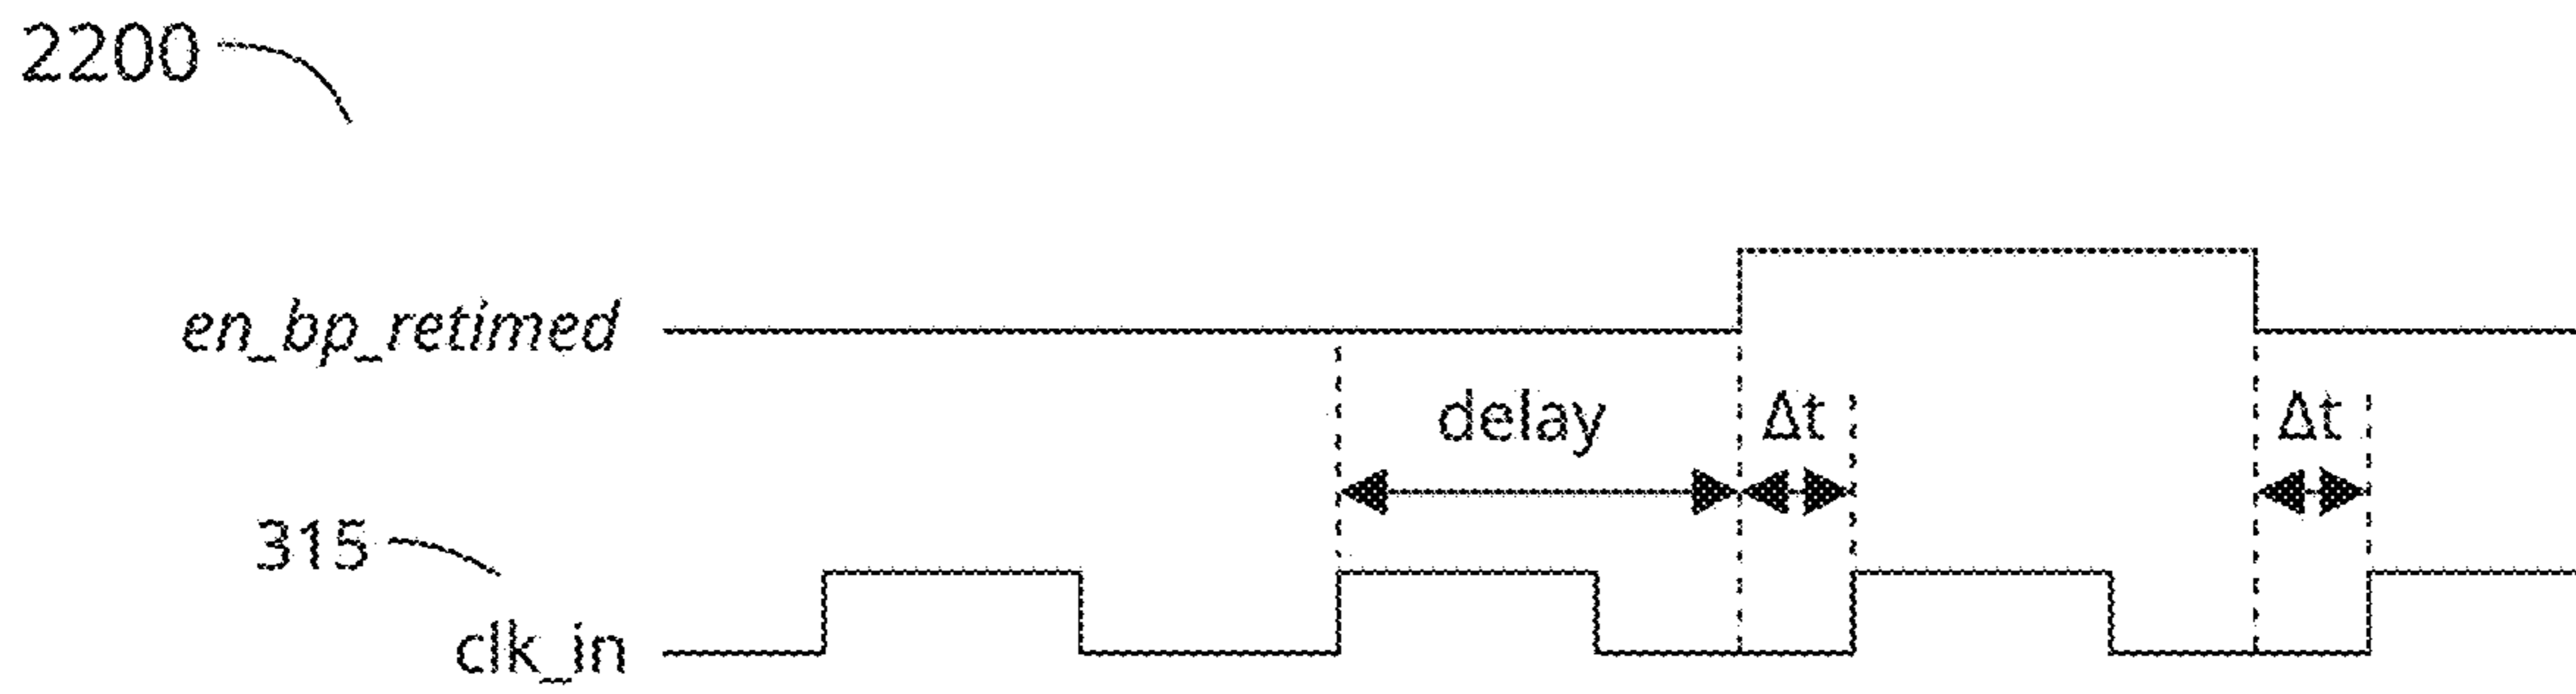 2200
en_bp_retimed
delay Δt Δt
315
clk_in